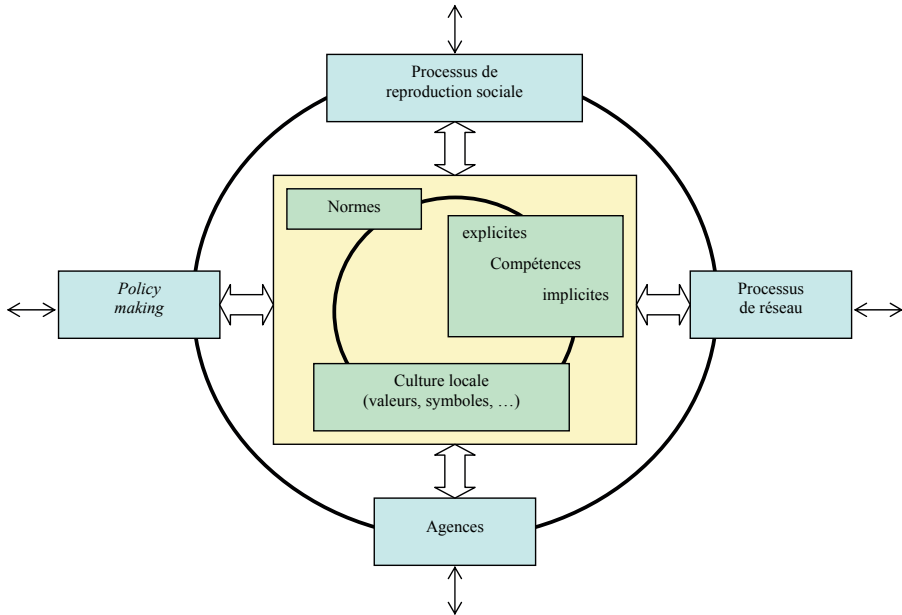 Processus de
reproduction sociale
Normes
explicites
Compétences
implicites
Policy
making
Processus
de réseau
Culture locale
(valeurs, symboles, …)
Agences